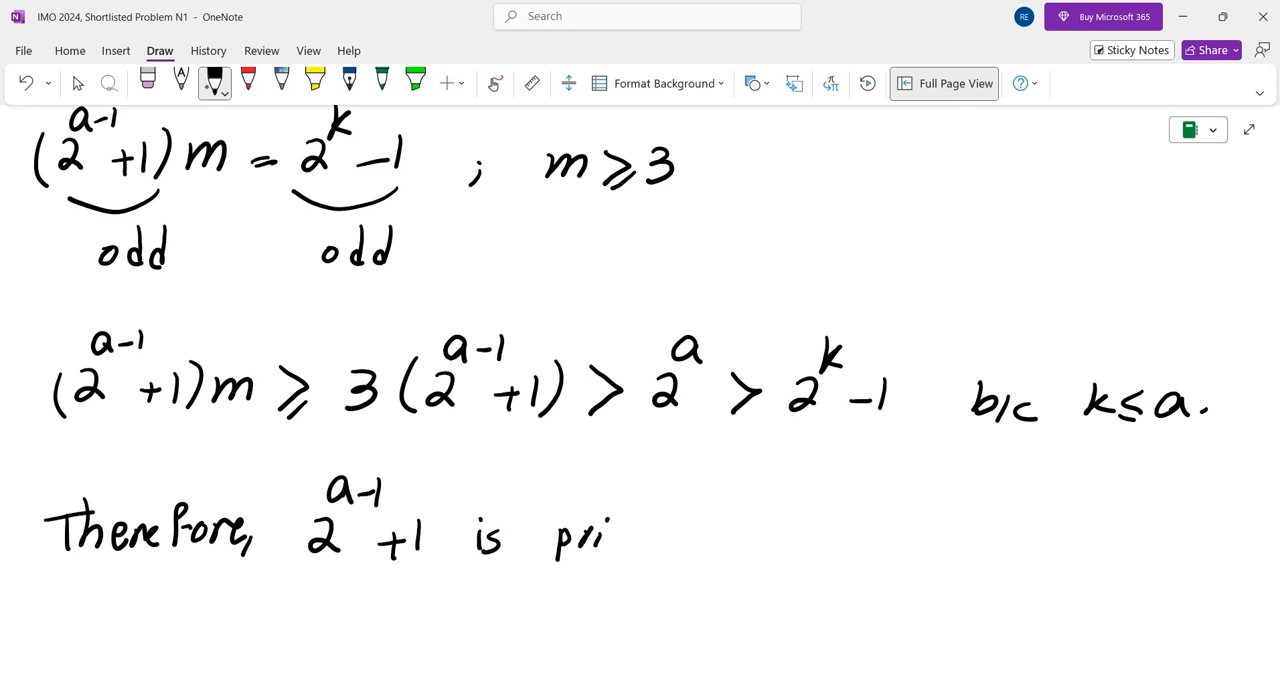 IMO 2024, Shortlisted Problem N1 - OneNote
Search
RE
Buy Microsoft 365
File Home Insert Draw History Review View Help
Sticky Notes
Share
Format Background
Full Page View
(2^{a-1} +1) m = 2^k -1 ; m ⩾ 3
odd odd
(2^{a-1} +1) m ⩾ 3 (2^{a-1} +1) > 2^a > 2^k -1 b/c k ≤ a.
Therefore, 2^{a-1} +1 is pri